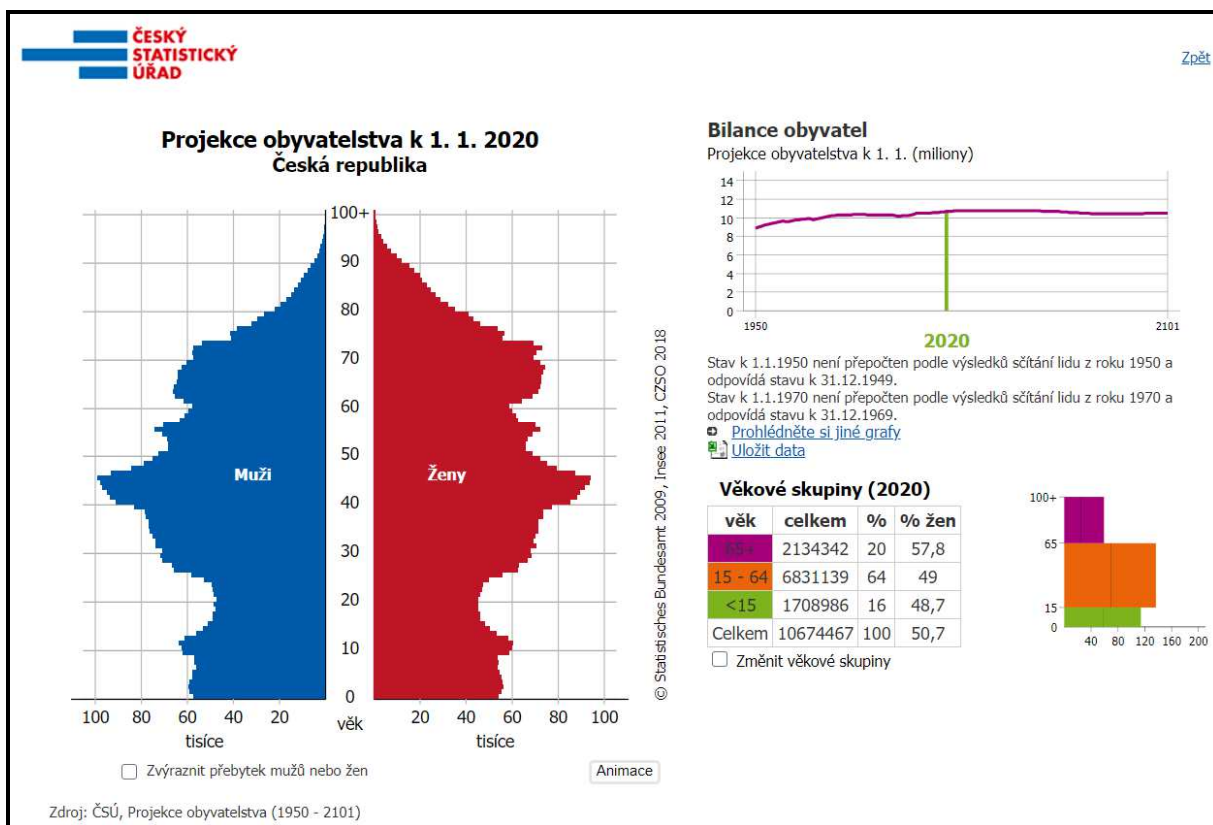 ČESKÝ
STATISTICKÝ
ÚŘAD
Zpět
Projekce obyvatelstva k 1. 1. 2020
Česká republika
100+
90
80
70
60
50
40
30
20
10
0
Muži
Ženy
100 80 60 40 20
věk
20 40 60 80 100
tisíce
tisíce
Zvýraznit přebytek mužů nebo žen
Animace
© Statistisches Bundesamt 2009, Insee 2011, CZSO 2018
Zdroj: ČSÚ, Projekce obyvatelstva (1950 - 2101)
Bilance obyvatel
Projekce obyvatelstva k 1. 1. (miliony)
14
12
10
8
6
4
2
0
1950
2101
2020
Stav k 1.1.1950 není přepočten podle výsledků sčítání lidu z roku 1950 a
odpovídá stavu k 31.12.1949.
Stav k 1.1.1970 není přepočten podle výsledků sčítání lidu z roku 1970 a
odpovídá stavu k 31.12.1969.
Prohlédněte si jiné grafy
Uložit data
Věkové skupiny (2020)
věk celkem % % žen
65+ 2134342 20 57,8
15 - 64 6831139 64 49
<15 1708986 16 48,7
Celkem 10674467 100 50,7
Změnit věkové skupiny
100+
65
15
0
40 80 120 160 200